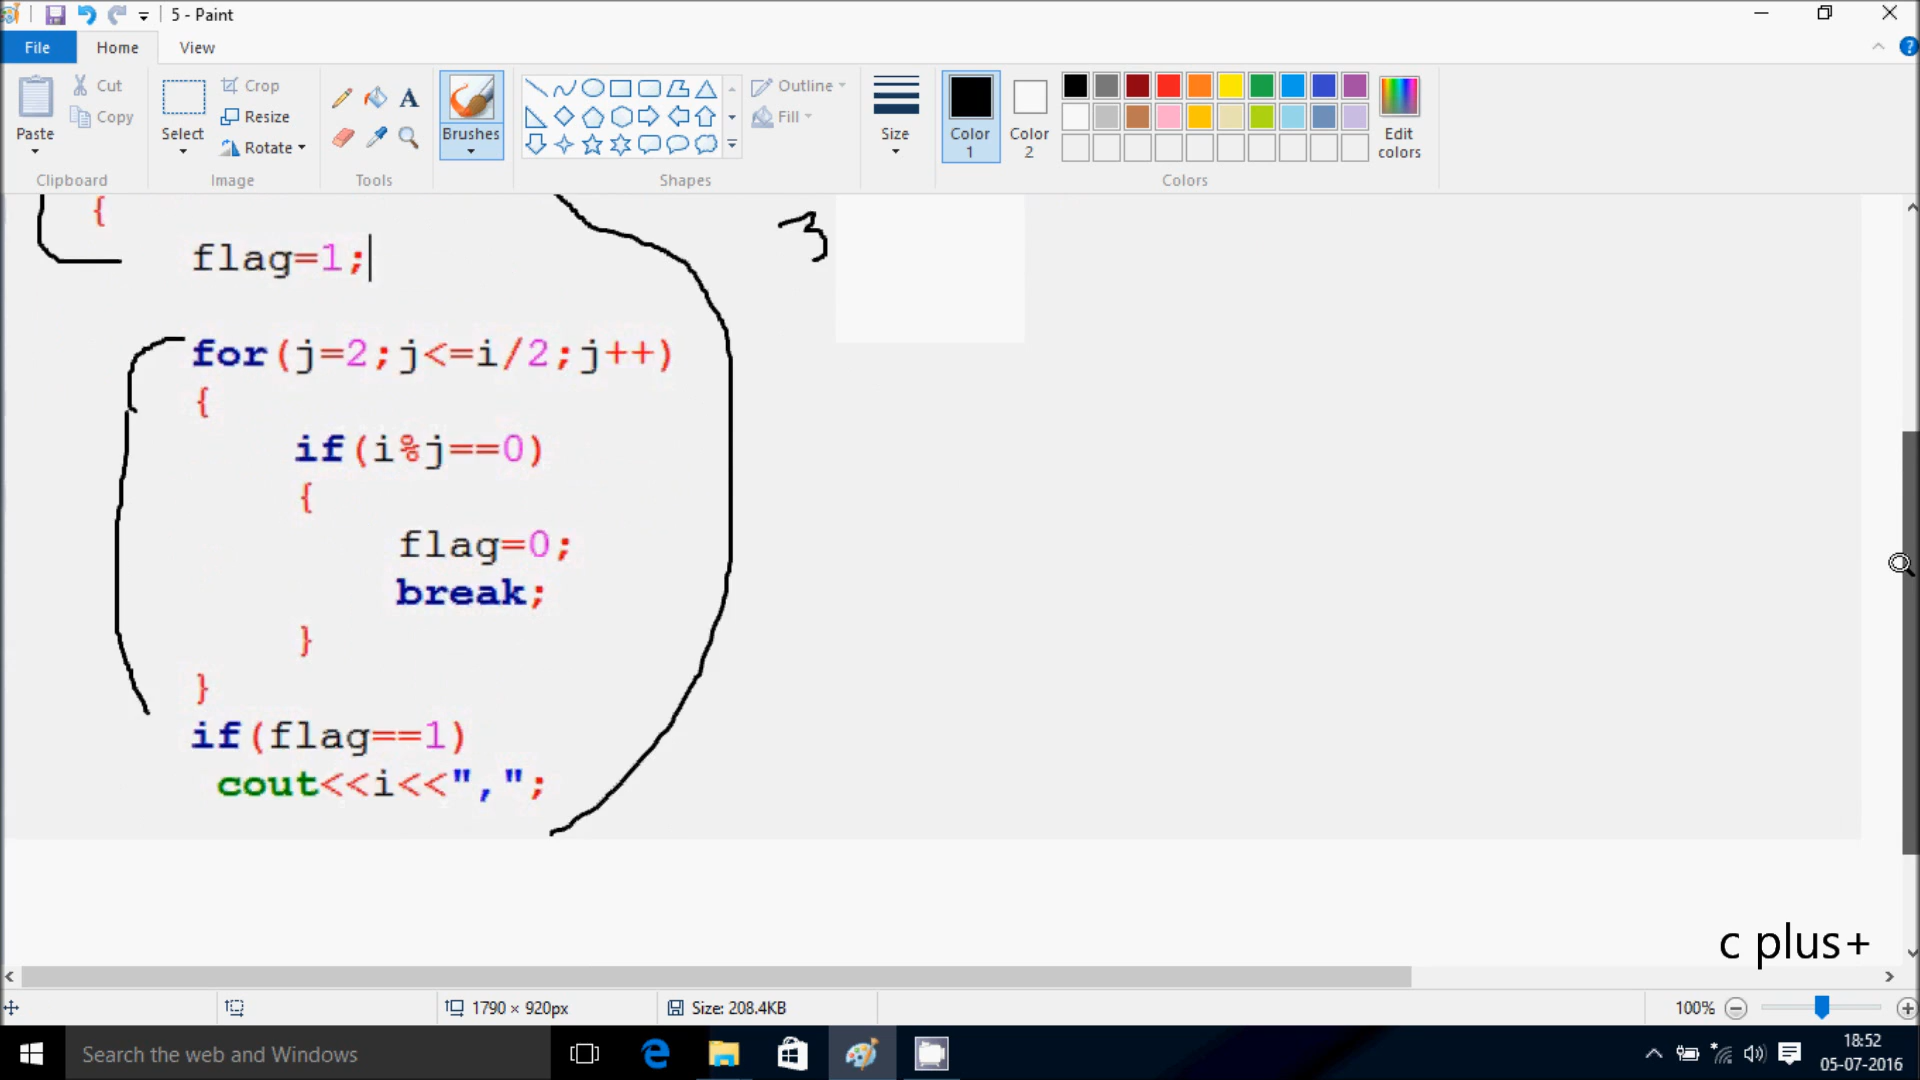 5 - Paint
File Home View
Paste
Cut
Copy
Clipboard
Select
Crop
Resize
Rotate
Image
A
Tools
Brushes
Shapes
Outline
Fill
Size
Color 1
Color 2
Edit colors
Colors
{
3
flag=1;
for(j=2;j<=i/2;j++)
{
if(i%j==0)
{
flag=0;
break;
}
}
if(flag==1)
cout<<i<<",";
c plus+
1790 × 920px
Size: 208.4KB
100%
Search the web and Windows
18:52
05-07-2016